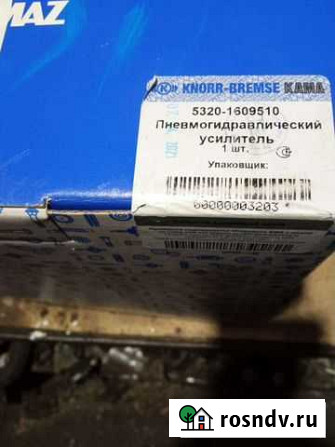 MAZ
KNORR-BREMSE KAMA
5320-1609510
Пневмогидравлический
усилитель
1 шт.
Упаковщик:
00000003203
rosndv.ru